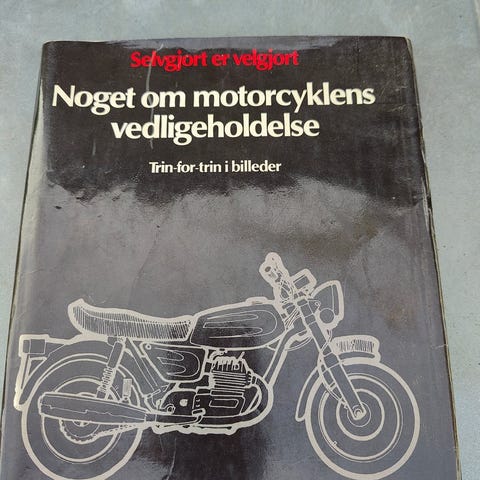 Selvgjort er velgjort
Noget om motorcyklens
vedligeholdelse
Trin-for-trin i billeder